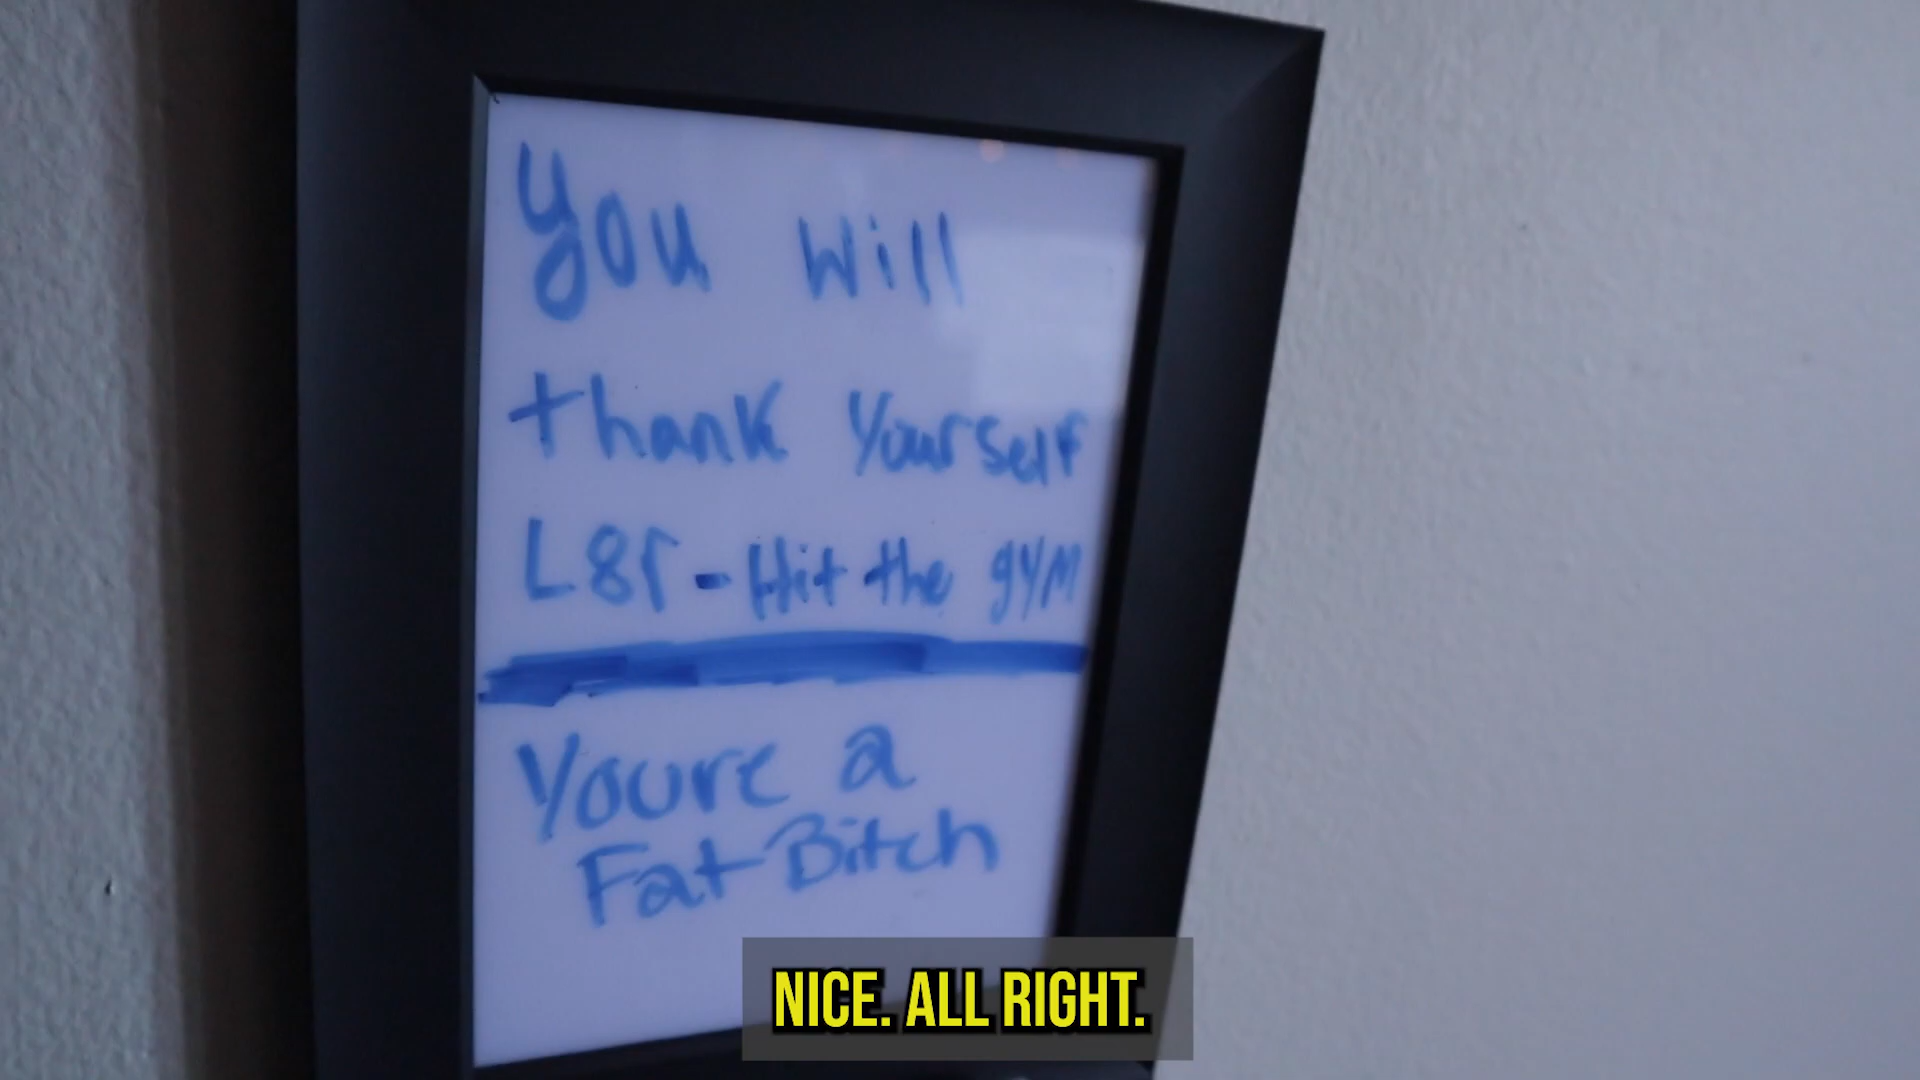 You will
thank Yourself
L8r - Hit the gym
Youre a
Fat Bitch
NICE. ALL RIGHT.